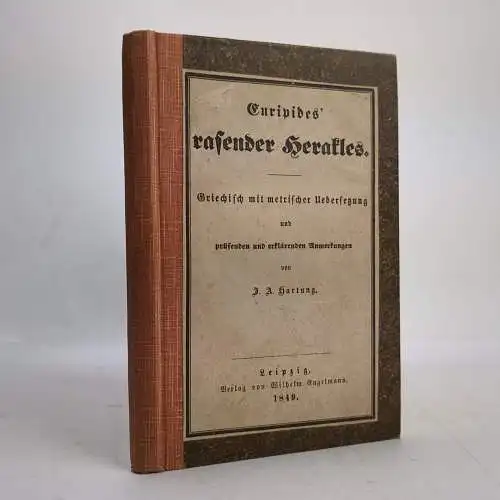 Euripides'
rasender Herakles.
Griechisch mit metrischer Uebersetzung
und
prüfenden und erklärenden Anmerkungen
von
J. A. Hartung.
Leipzig,
Verlag von Wilhelm Engelmann.
1849.